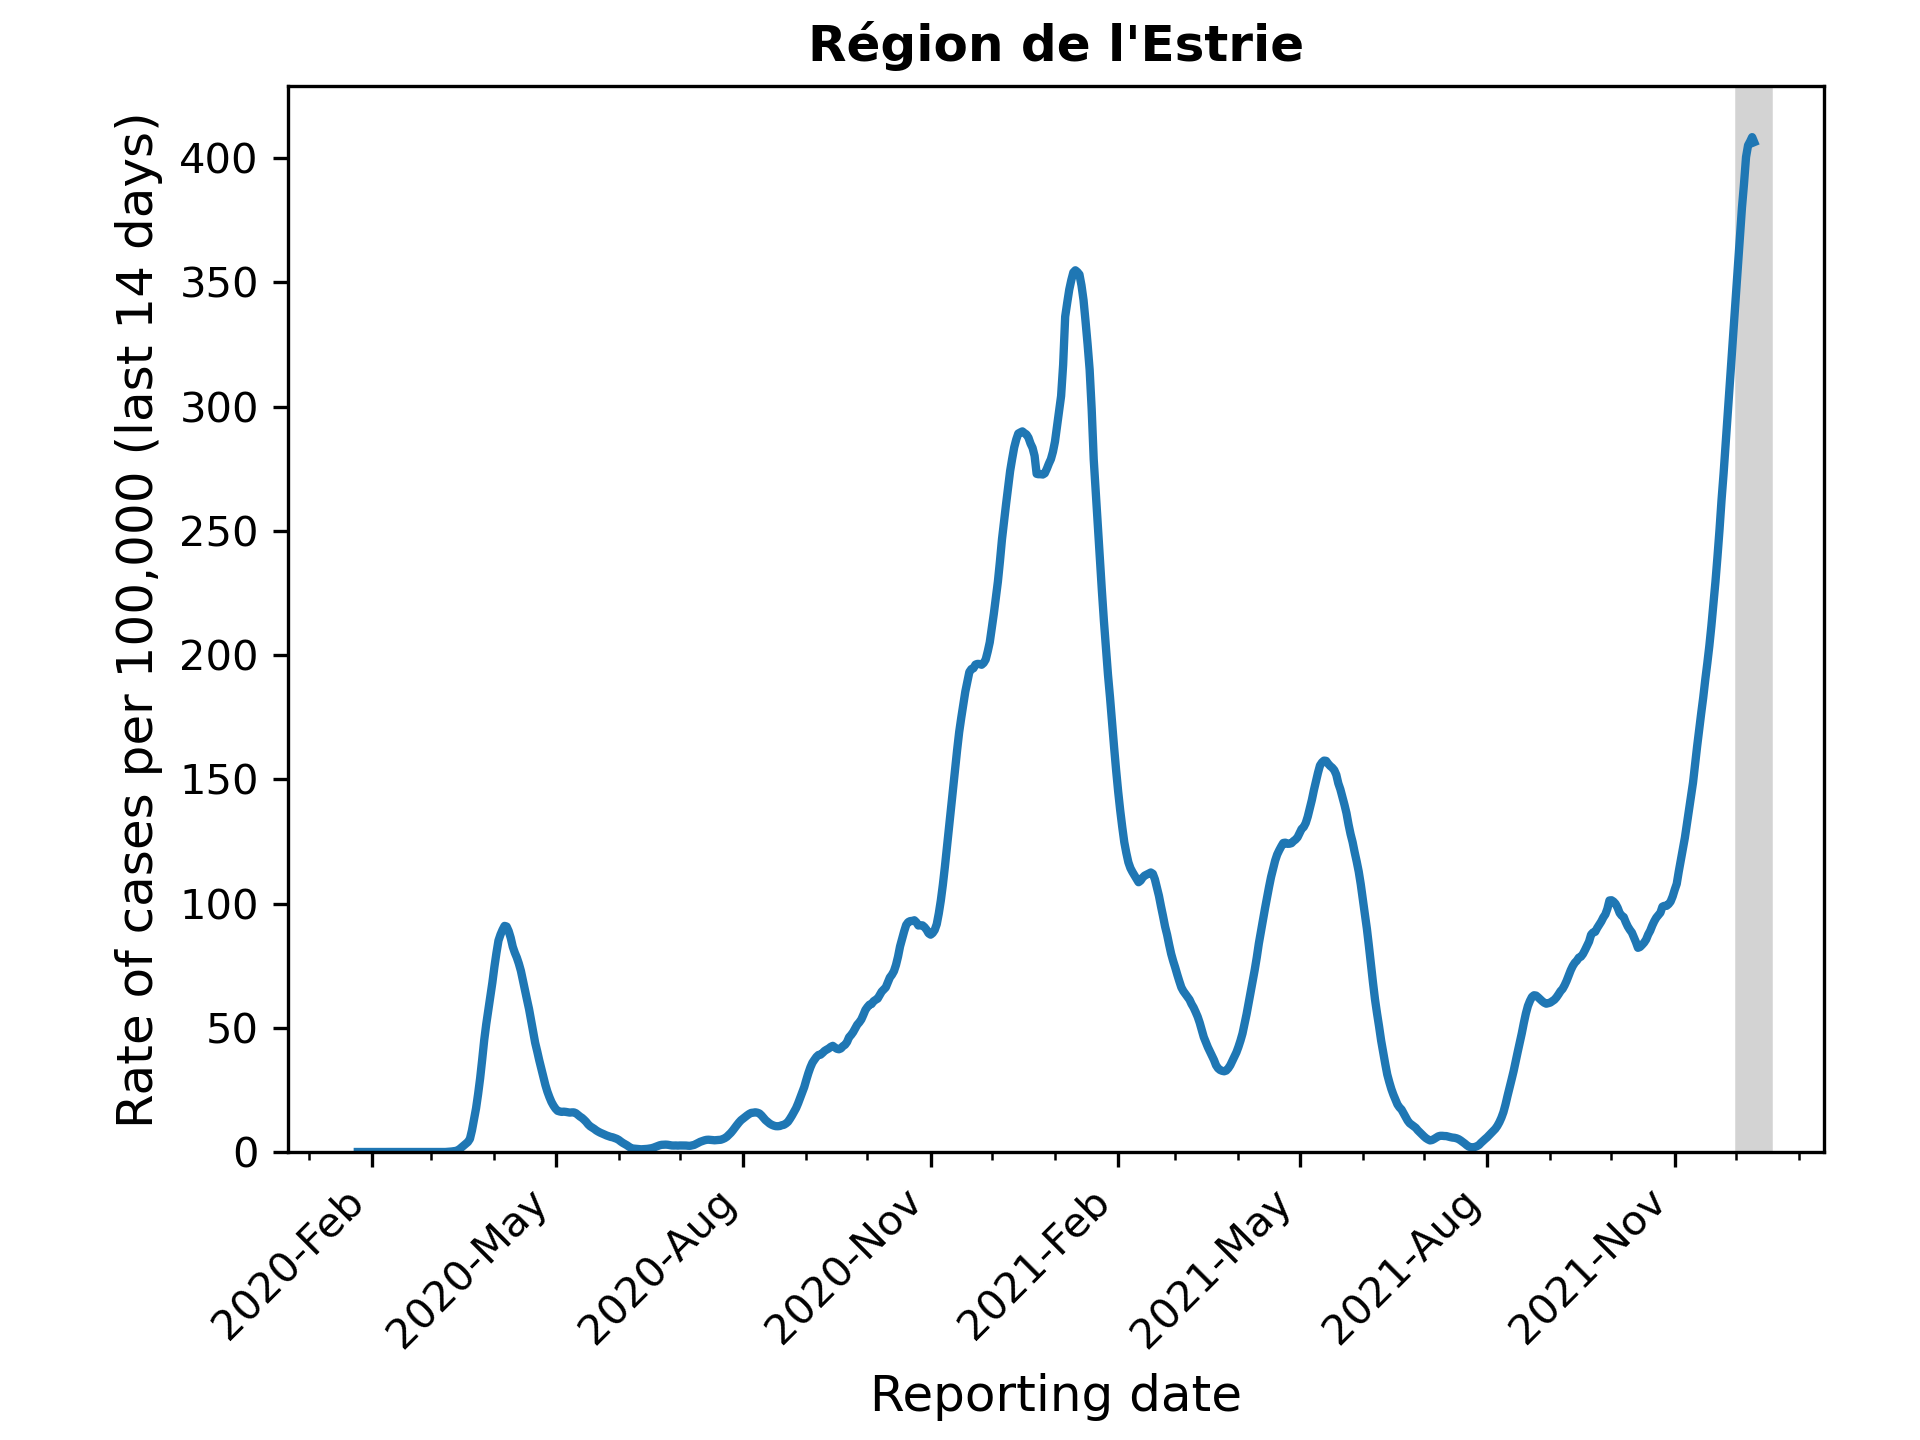 Région de l'Estrie
Rate of cases per 100,000 (last 14 days)
400
350
300
250
200
150
100
50
0
2020-Feb
2020-May
2020-Aug
2020-Nov
2021-Feb
2021-May
2021-Aug
2021-Nov
Reporting date